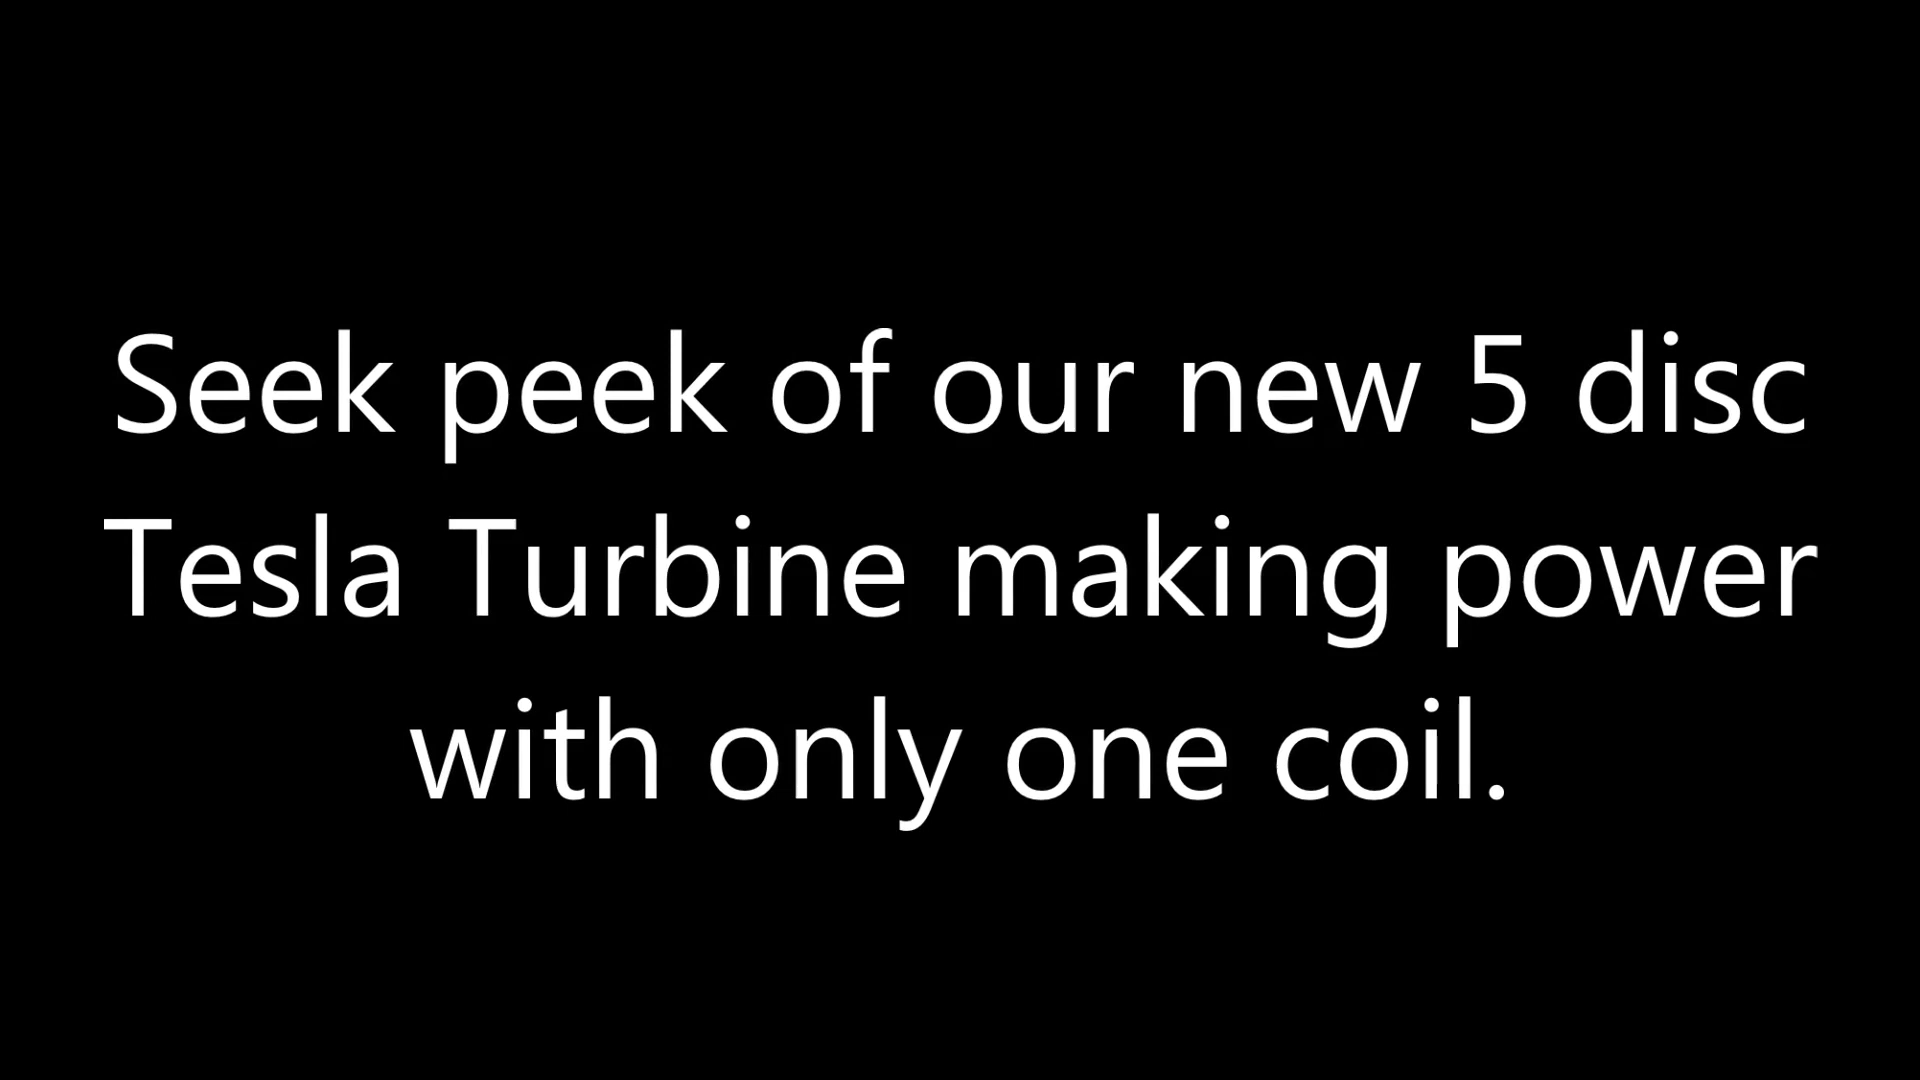 Seek peek of our new 5 disc
Tesla Turbine making power
with only one coil.